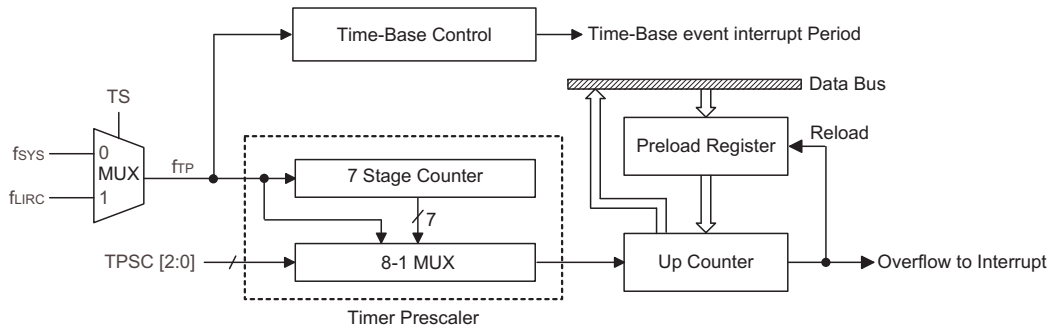 Time-Base Control
Time-Base event interrupt Period
Data Bus
TS
fSYS
0
MUX
fTP
fLIRC
1
7 Stage Counter
7
Preload Register
Reload
TPSC [2:0]
8-1 MUX
Up Counter
Overflow to Interrupt
Timer Prescaler